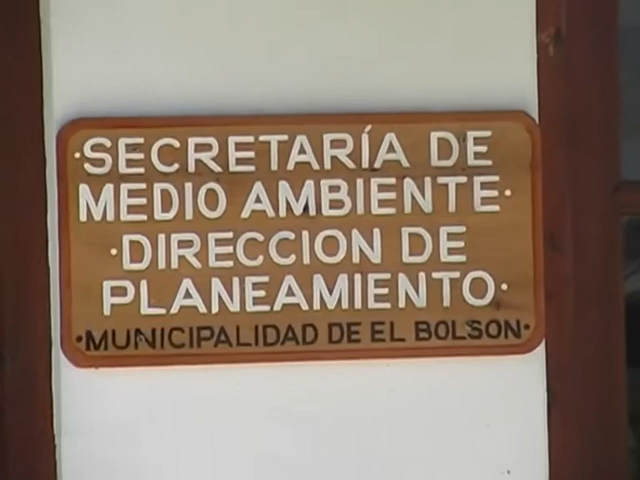 ·SECRETARÍA DE
MEDIO AMBIENTE·
·DIRECCION DE
PLANEAMIENTO·
·MUNICIPALIDAD DE EL BOLSON·